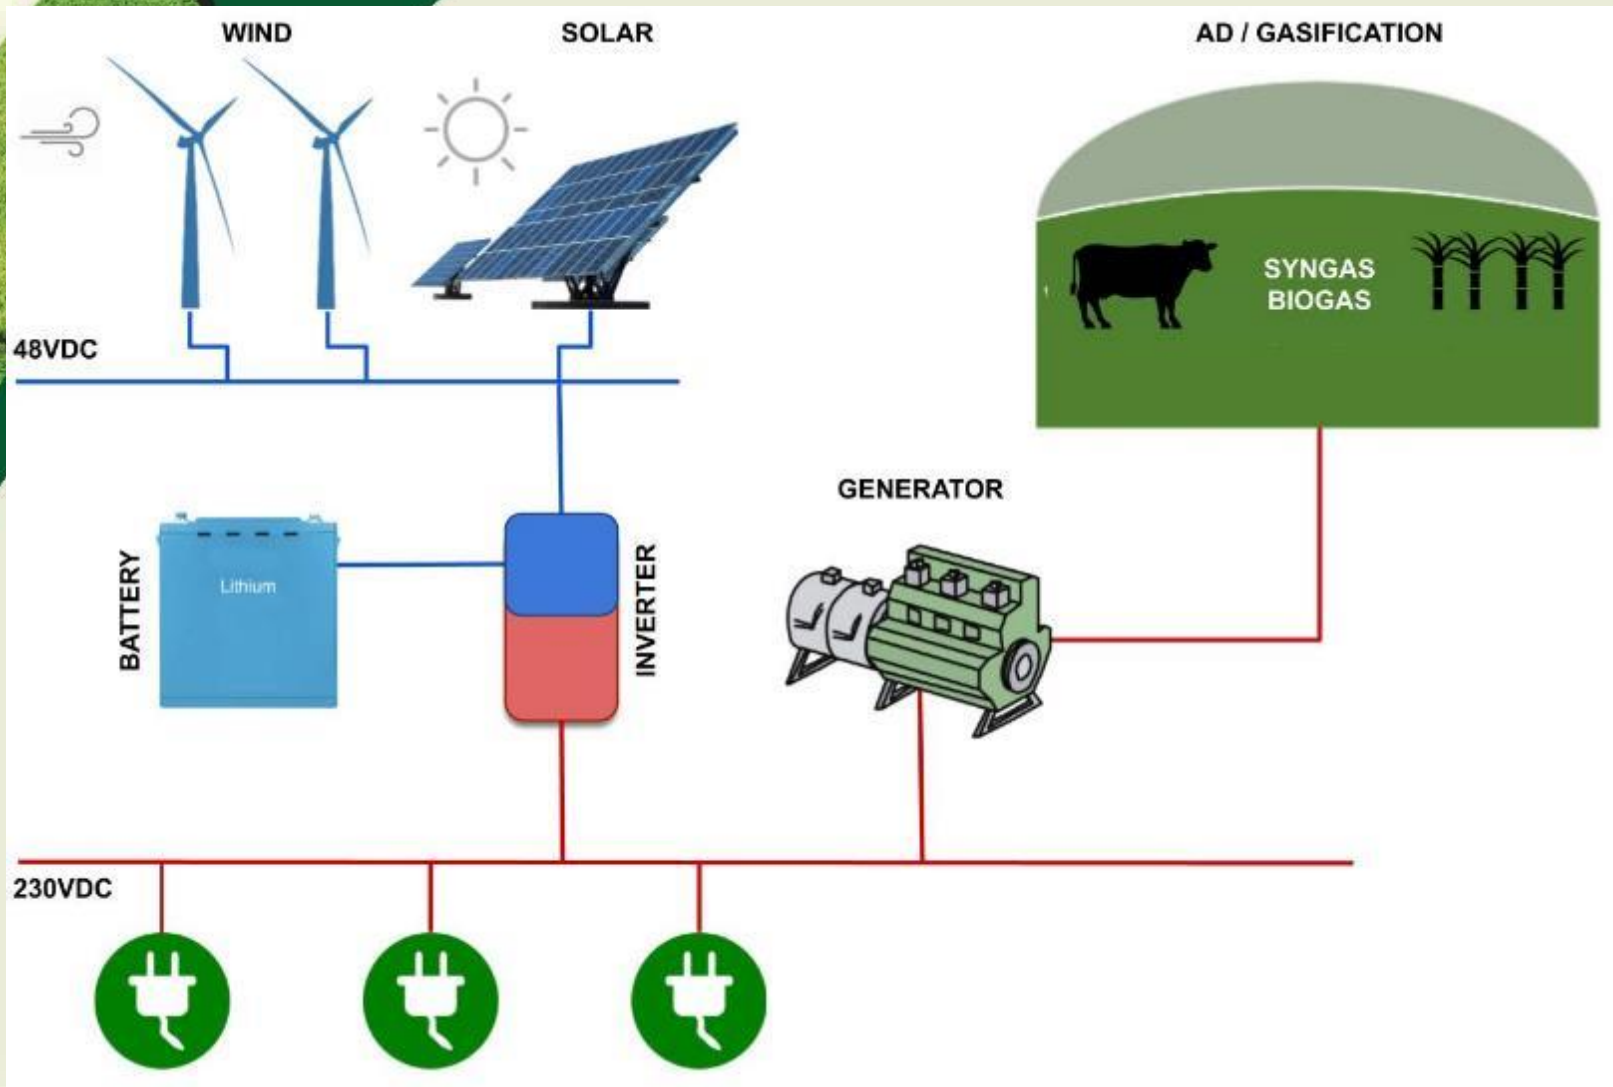 WIND
SOLAR
AD / GASIFICATION
SYNGAS
BIOGAS
48VDC
GENERATOR
BATTERY
Lithium
INVERTER
230VDC